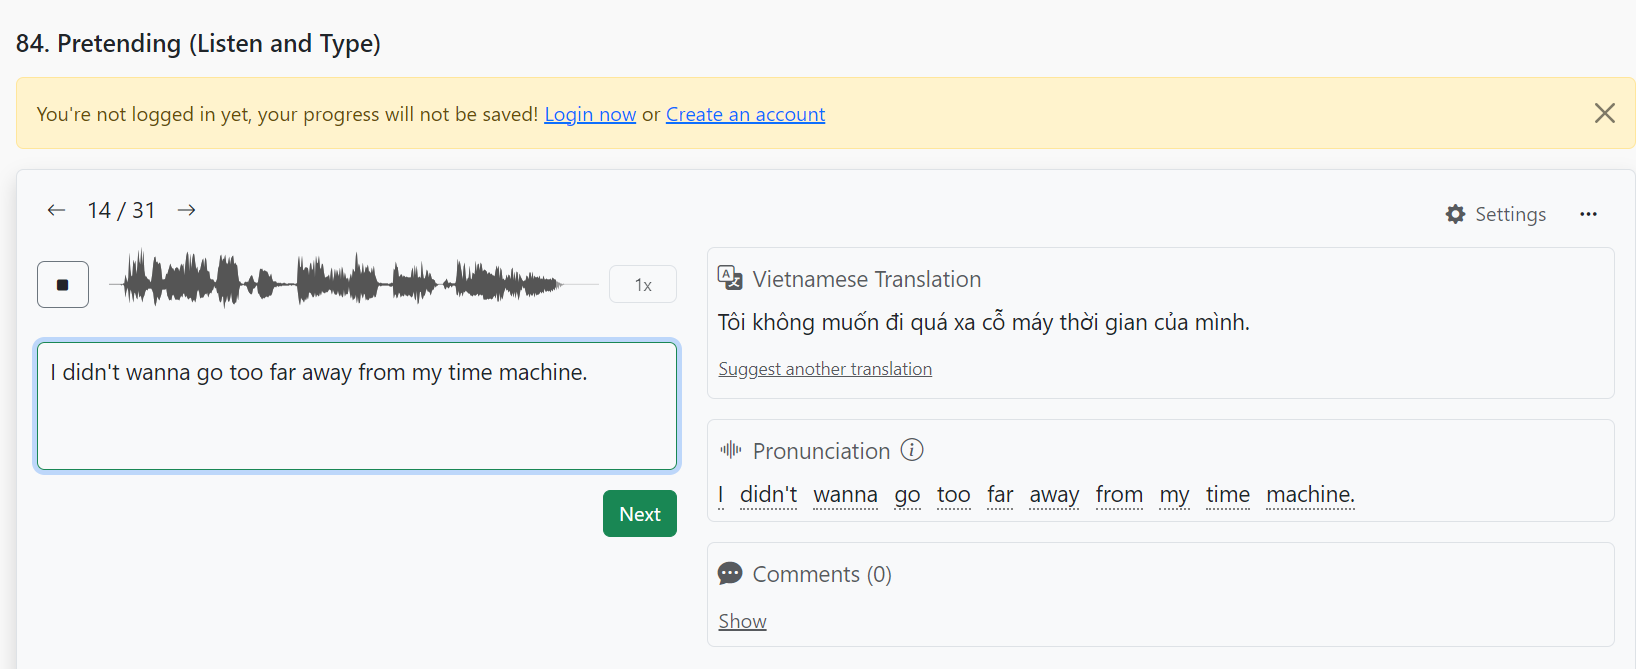 84. Pretending (Listen and Type)
You're not logged in yet, your progress will not be saved! Login now or Create an account
14 / 31
Settings
1x
I didn't wanna go too far away from my time machine.
Next
Vietnamese Translation
Tôi không muốn đi quá xa cỗ máy thời gian của mình.
Suggest another translation
Pronunciation
I didn't wanna go too far away from my time machine.
Comments (0)
Show